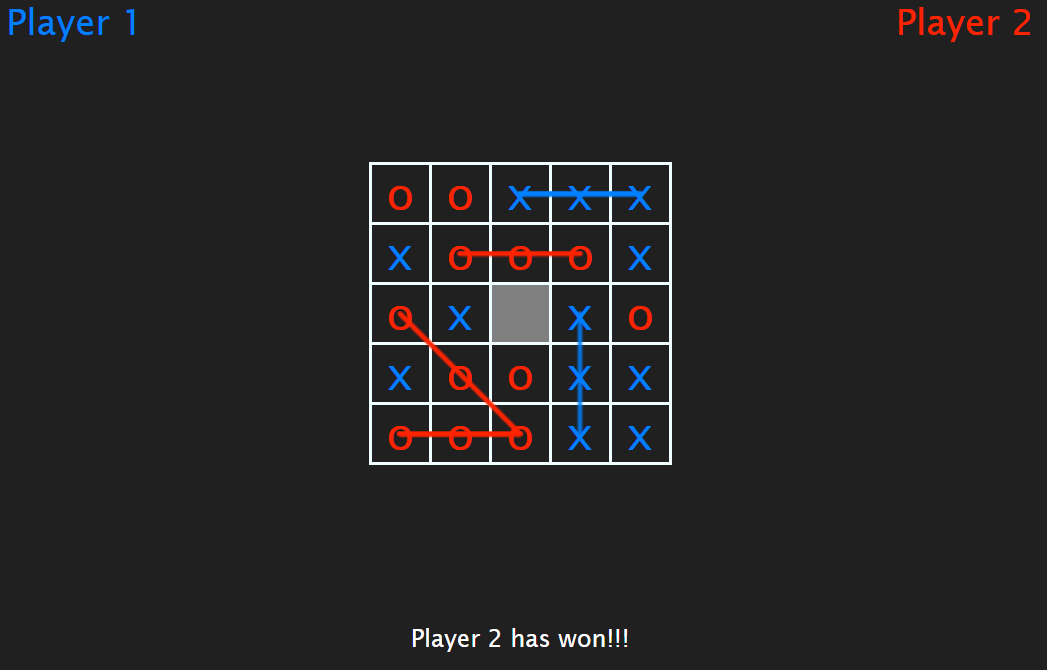 Player 1
Player 2
O O X X X
X O O O X
O X X O
X O O X X
O O O X X
Player 2 has won!!!